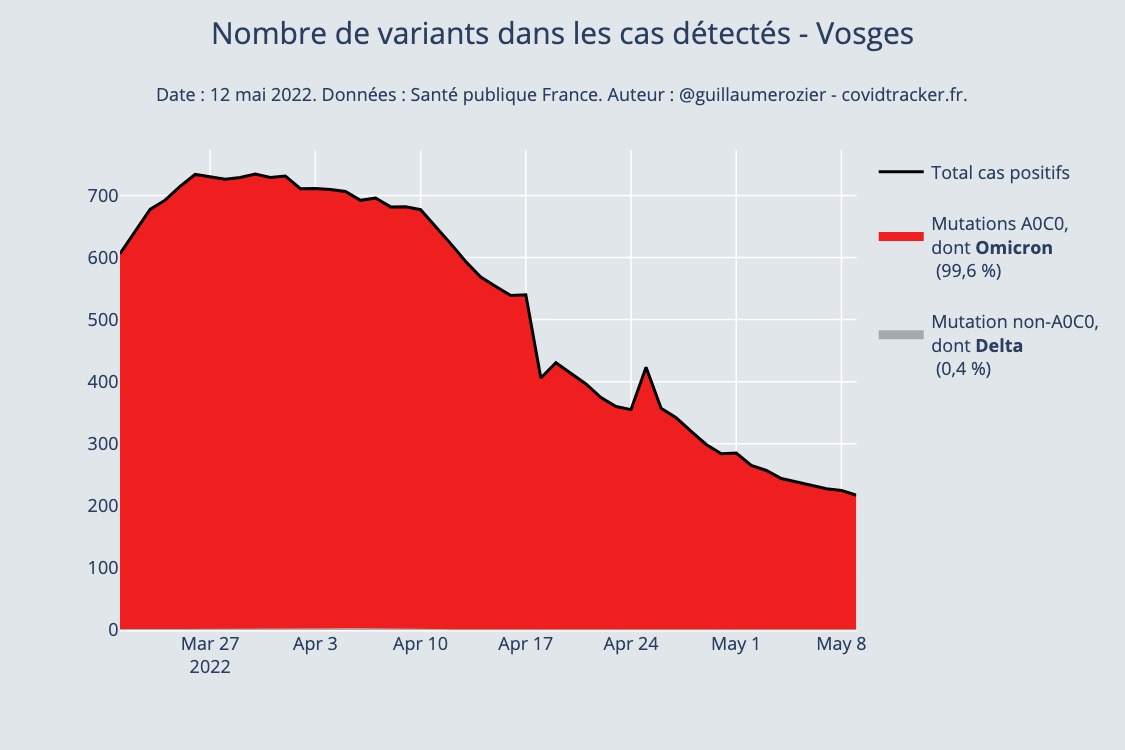 Nombre de variants dans les cas détectés - Vosges
Date : 12 mai 2022. Données : Santé publique France. Auteur : @guillaumerozier - covidtracker.fr.
700
600
500
400
300
200
100
0
Mar 27
2022
Apr 3
Apr 10
Apr 17
Apr 24
May 1
May 8
Total cas positifs
Mutations A0C0,
dont Omicron
(99,6 %)
Mutation non-A0C0,
dont Delta
(0,4 %)